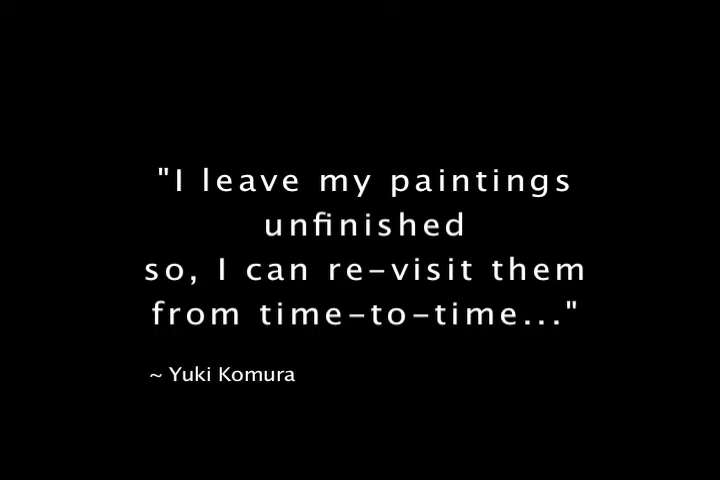 "I leave my paintings
unfinished
so, I can re-visit them
from time-to-time..."
~ Yuki Komura